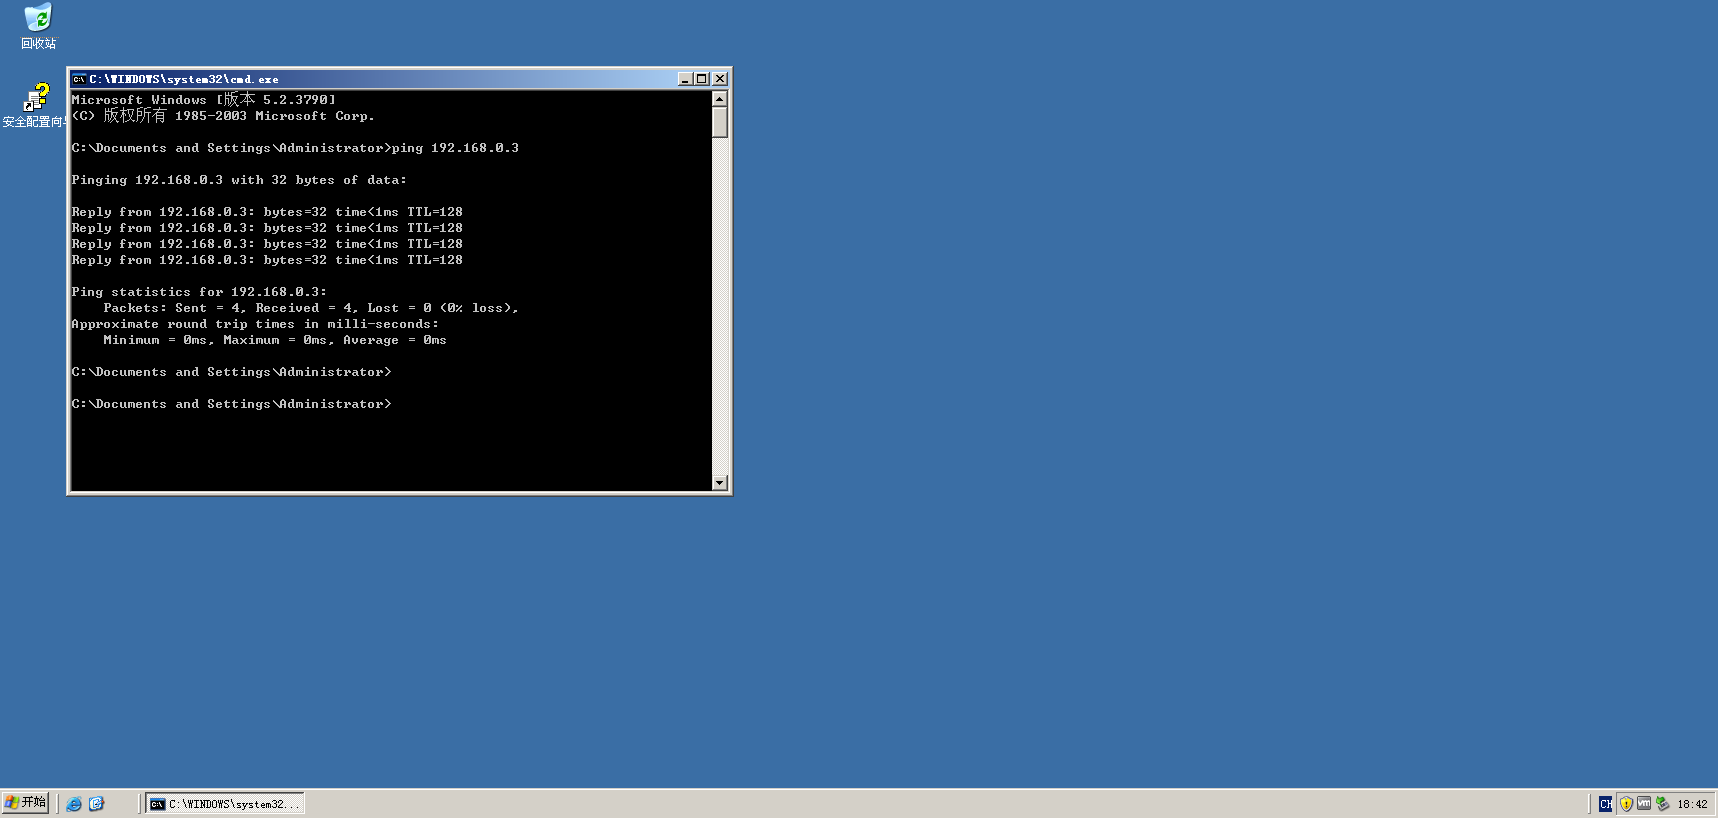 回收站
安全配置向
C:\WINDOWS\system32\cmd.exe
Microsoft Windows [版本 5.2.3790]
(C) 版权所有 1985-2003 Microsoft Corp.
C:\Documents and Settings\Administrator>ping 192.168.0.3
Pinging 192.168.0.3 with 32 bytes of data:
Reply from 192.168.0.3: bytes=32 time<1ms TTL=128
Reply from 192.168.0.3: bytes=32 time<1ms TTL=128
Reply from 192.168.0.3: bytes=32 time<1ms TTL=128
Reply from 192.168.0.3: bytes=32 time<1ms TTL=128
Ping statistics for 192.168.0.3:
Packets: Sent = 4, Received = 4, Lost = 0 (0% loss),
Approximate round trip times in milli-seconds:
Minimum = 0ms, Maximum = 0ms, Average = 0ms
C:\Documents and Settings\Administrator>
C:\Documents and Settings\Administrator>
开始
C:\WINDOWS\system32...
CH
vm
18:42